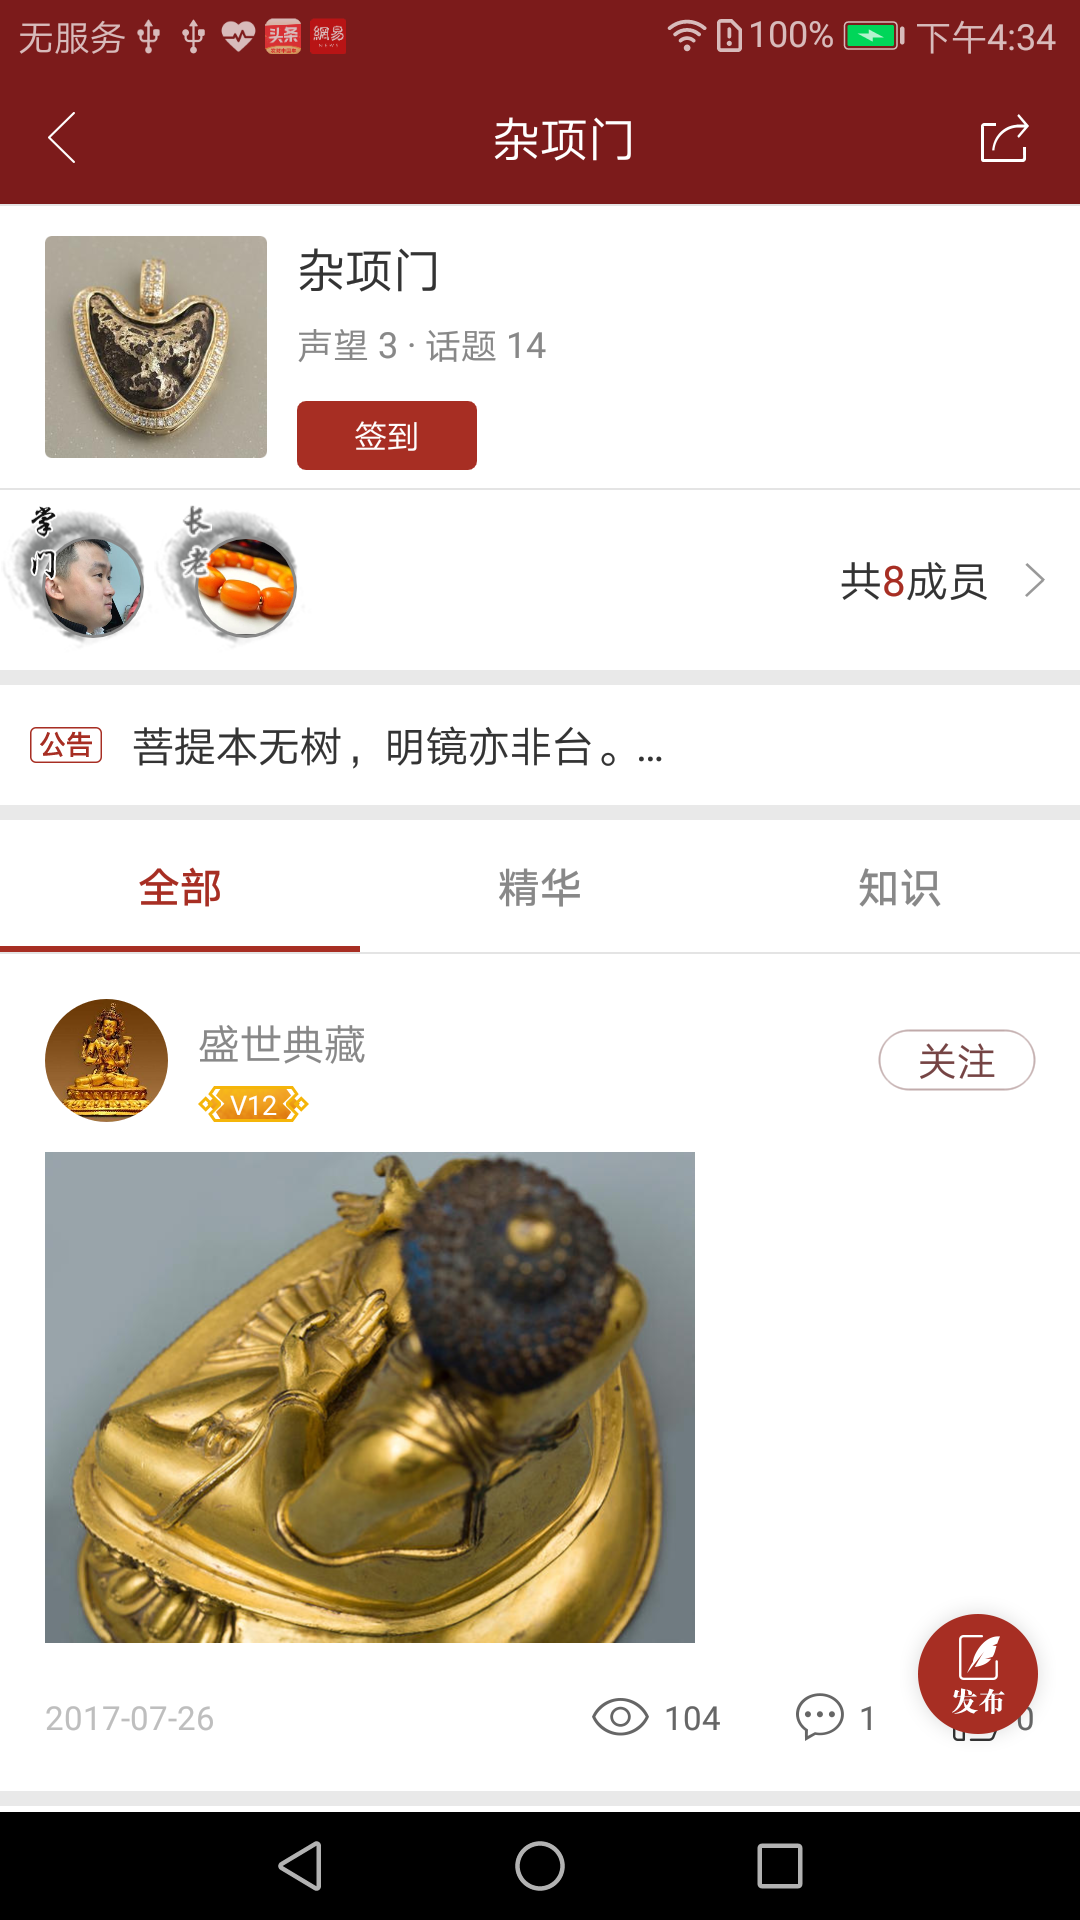 无服务 头条 網易 NEWS 100% 下午4:34
杂项门
杂项门
声望 3 · 话题 14
签到
掌门 长老
共8成员
公告 菩提本无树，明镜亦非台。...
全部 精华 知识
盛世典藏
V12
关注
发布
2017-07-26 104 1 0